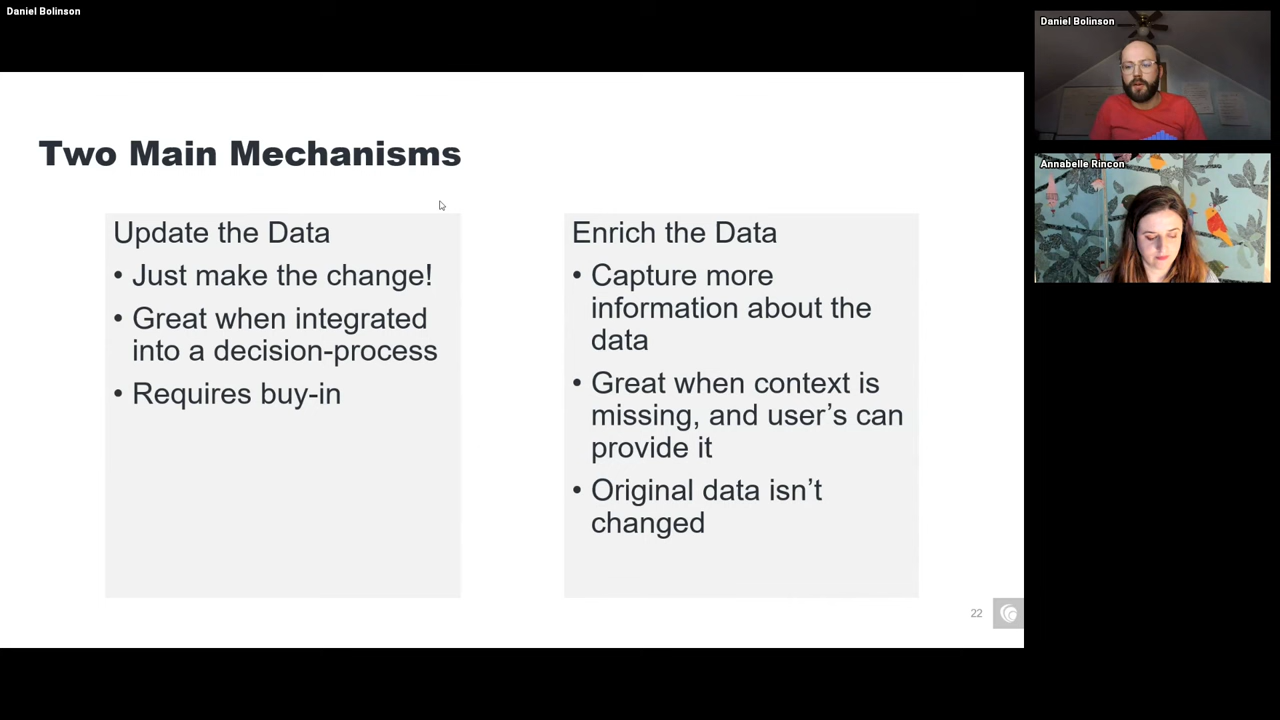 Daniel Bolinson
Daniel Bolinson
Annabelle Rincon
Two Main Mechanisms
Update the Data
• Just make the change!
• Great when integrated
into a decision-process
• Requires buy-in
Enrich the Data
• Capture more
information about the
data
• Great when context is
missing, and user’s can
provide it
• Original data isn’t
changed
22